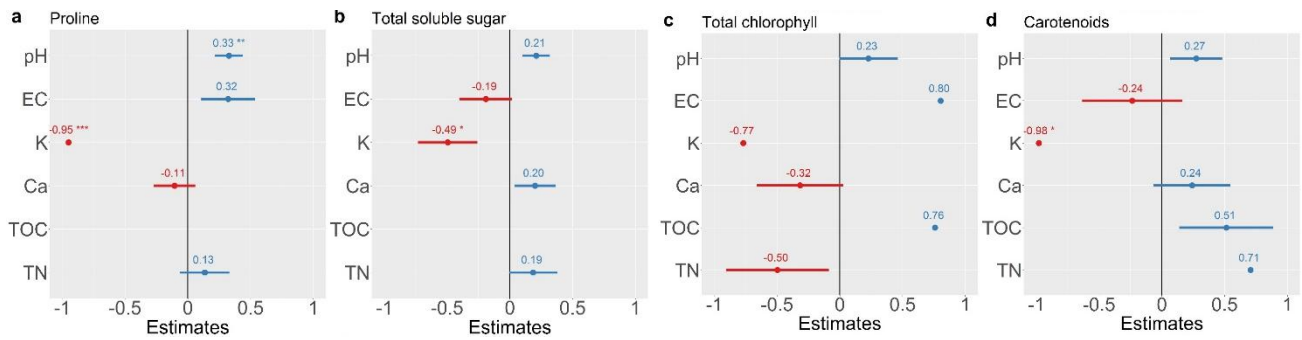 a Proline
pH
EC
K
Ca
TOC
TN
0.33 **
0.32
-0.95 ***
-0.11
0.13
-1 -0.5 0 0.5 1
Estimates
b Total soluble sugar
pH
EC
K
Ca
TOC
TN
0.21
-0.19
-0.49 *
0.20
0.19
-1 -0.5 0 0.5 1
Estimates
c Total chlorophyll
pH
EC
K
Ca
TOC
TN
0.23
0.80
-0.77
-0.32
0.76
-0.50
-1 -0.5 0 0.5 1
Estimates
d Carotenoids
pH
EC
K
Ca
TOC
TN
0.27
-0.24
-0.98 *
0.24
0.51
0.71
-1 -0.5 0 0.5 1
Estimates